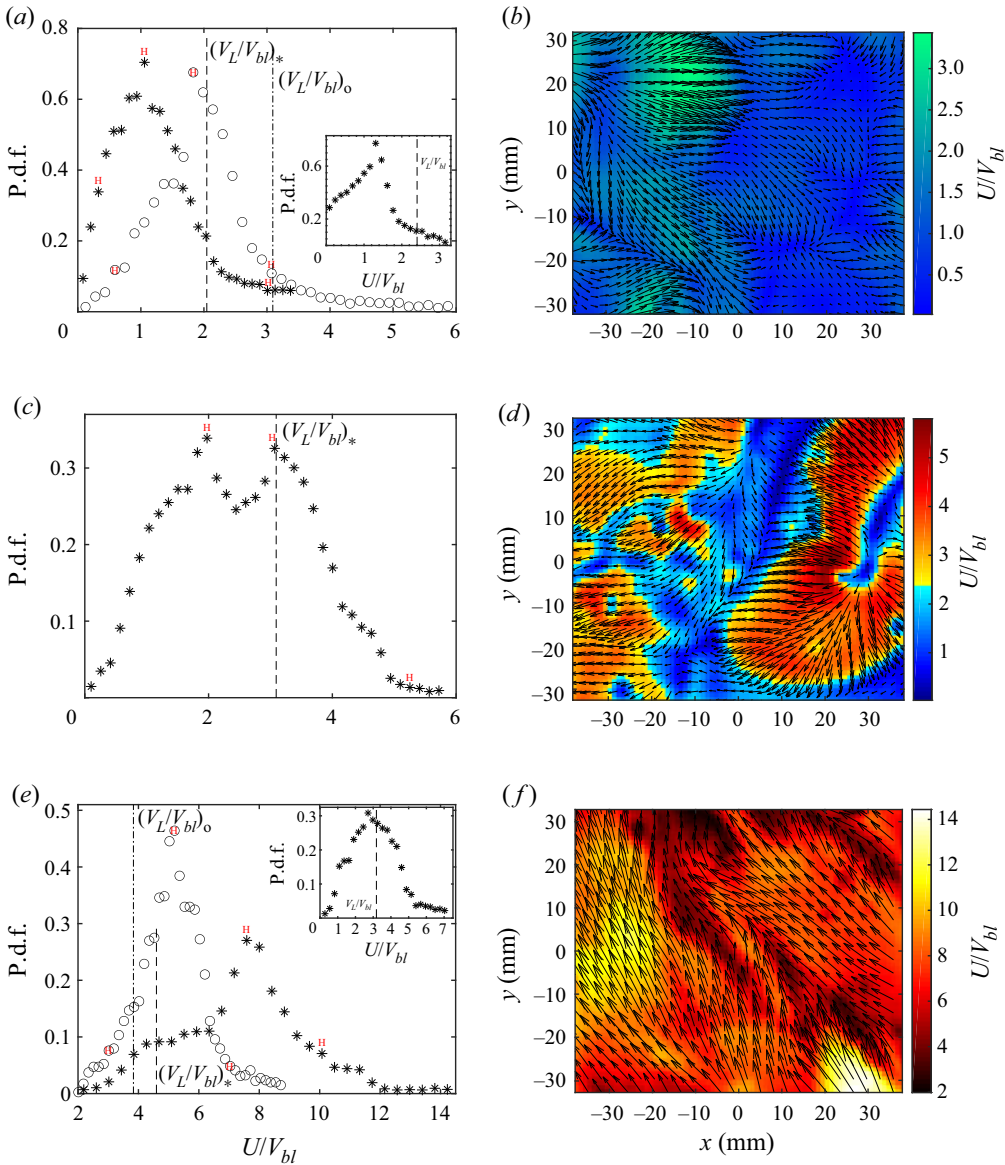 (a)
0.8
0.6
0.4
0.2
P.d.f.
0 1 2 3 4 5 6
H
H
H
H
H
H
(V_L/V_bl)_*
(V_L/V_bl)_o
P.d.f.
0.6
0.2
0 1 2 3
U/V_bl
V_L/V_bl
(b)
y (mm)
30
20
10
0
–10
–20
–30
–30 –20 –10 0 10 20 30
3.0
2.5
2.0
1.5
1.0
0.5
U/V_bl
(c)
P.d.f.
0.3
0.2
0.1
0 2 4 6
H
H
H
(V_L/V_bl)_*
(d)
y (mm)
30
20
10
0
–10
–20
–30
–30 –20 –10 0 10 20 30
5
4
3
2
1
U/V_bl
(e)
P.d.f.
0.5
0.4
0.3
0.2
0.1
0
2 4 6 8 10 12 14
U/V_bl
(V_L/V_bl)_o
(V_L/V_bl)_*
H
H
H
H
H
P.d.f.
0.3
0.2
0.1
0 1 2 3 4 5 6 7
U/V_bl
V_L/V_bl
(f)
y (mm)
30
20
10
0
–10
–20
–30
–30 –20 –10 0 10 20 30
x (mm)
14
12
10
8
6
4
2
U/V_bl